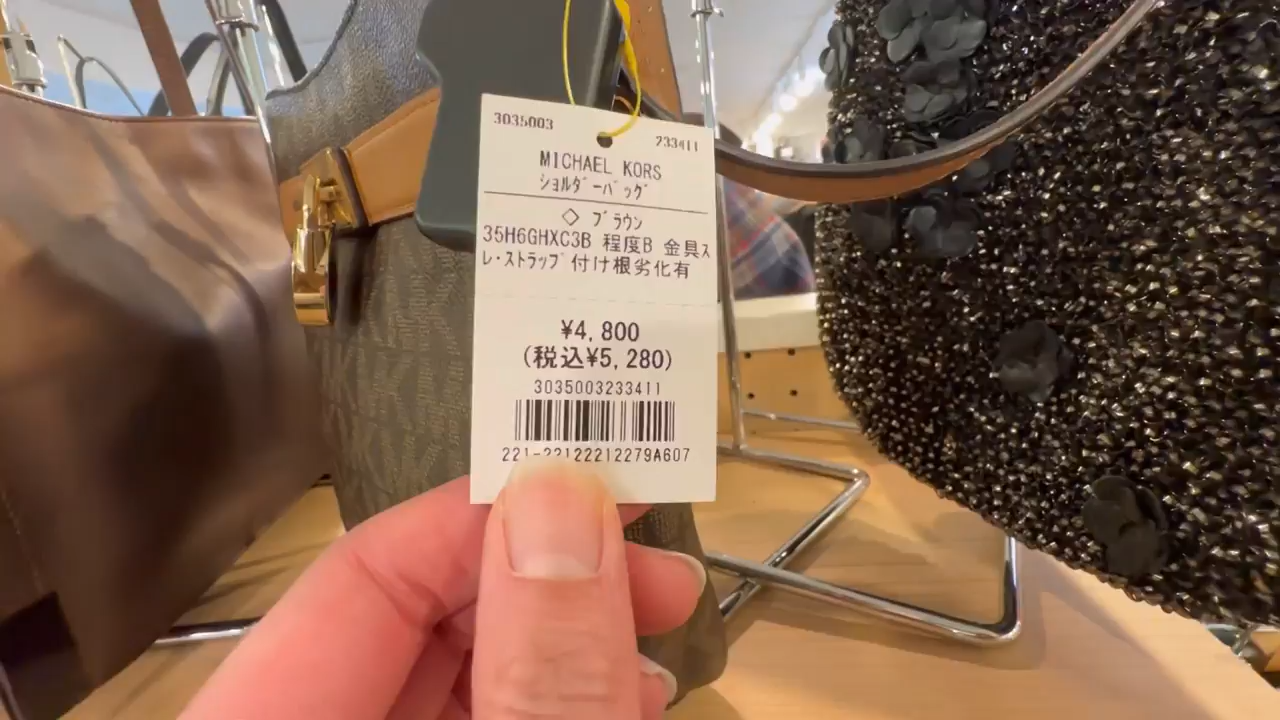 3035003
233411
MICHAEL KORS
ショルダーバッグ
◇ ブラウン
35H6GHXC3B 程度B 金具ス
レ・ストラップ付け根劣化有
¥4,800
(税込¥5,280)
3035003233411
221-22122212279A607